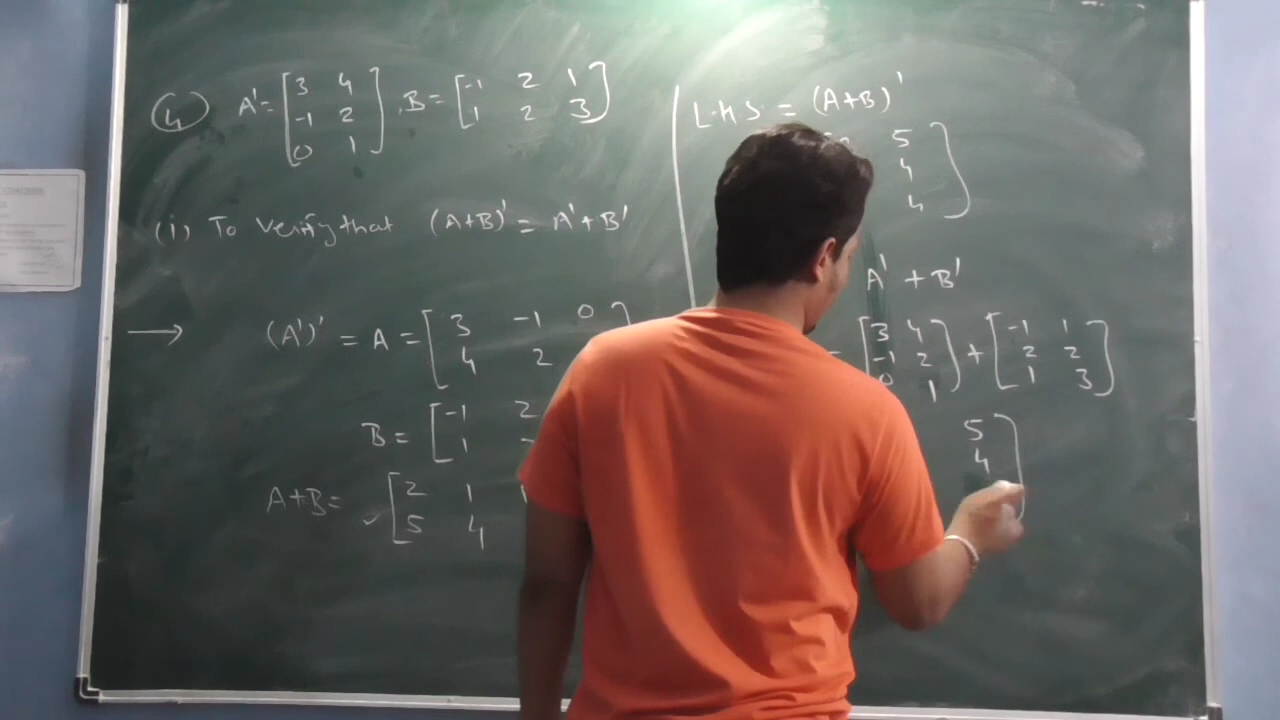 4 A' = [3 4 , B = [-1 2 1
-1 2 1 2 3]
0 1]
(i) To verify that (A+B)' = A' + B'
→ (A')' = A = [3 -1 0
4 2
B = [-1 2
1
A+B = ✓ [2 1 1
5 4
L.H.S. = (A+B)'
5
4
4]
A' + B'
= [3 4 + [-1 1
-1 2 2 2
0 1] 1 3]
5
4